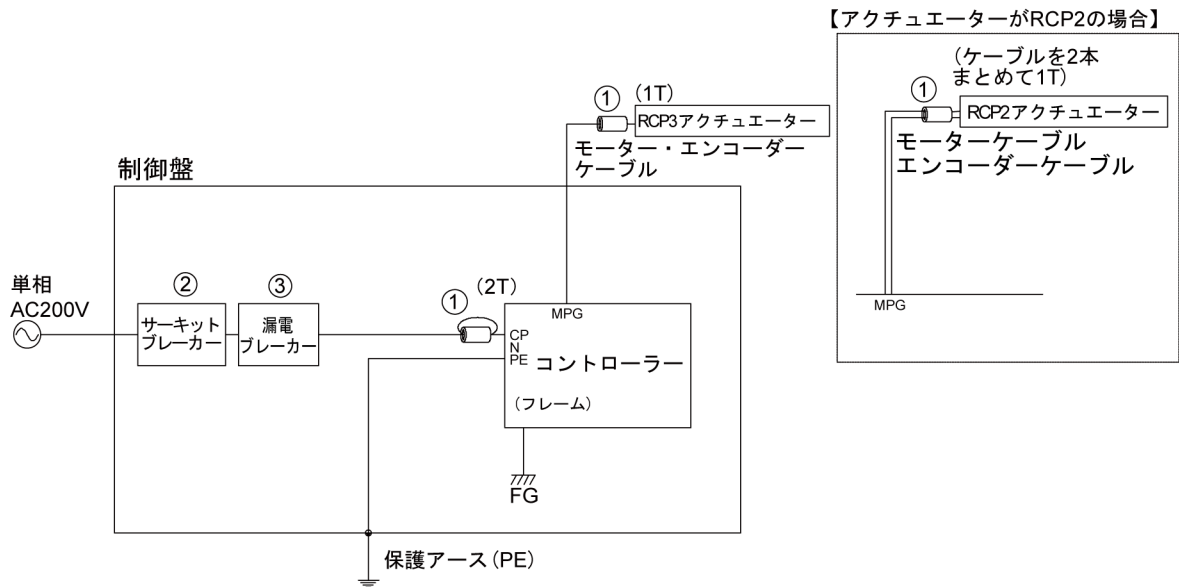 【アクチュエーターがRCP2の場合】
(ケーブルを2本
まとめて1T)
①
RCP2アクチュエーター
モーターケーブル
エンコーダーケーブル
MPG
① (1T)
RCP3アクチュエーター
モーター・エンコーダー
ケーブル
制御盤
単相
AC200V
②
サーキット
ブレーカー
③
漏電
ブレーカー
① (2T)
MPG
CP
N
PE
コントローラー
(フレーム)
FG
保護アース(PE)